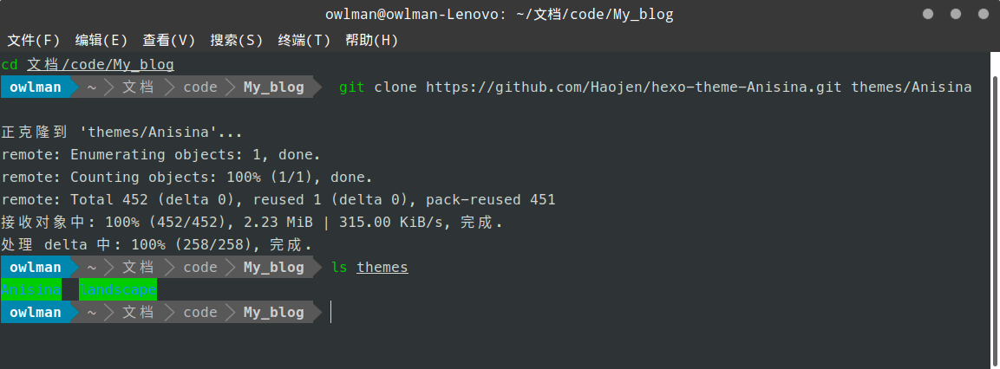 owlman@owlman-Lenovo: ~/文档/code/My_blog
文件(F) 编辑(E) 查看(V) 搜索(S) 终端(T) 帮助(H)
cd 文档/code/My_blog
owlman ~ 文档 code My_blog git clone https://github.com/Haojen/hexo-theme-Anisina.git themes/Anisina
正克隆到 'themes/Anisina'...
remote: Enumerating objects: 1, done.
remote: Counting objects: 100% (1/1), done.
remote: Total 452 (delta 0), reused 1 (delta 0), pack-reused 451
接收对象中: 100% (452/452), 2.23 MiB | 315.00 KiB/s, 完成.
处理 delta 中: 100% (258/258), 完成.
owlman ~ 文档 code My_blog ls themes
Anisina landscape
owlman ~ 文档 code My_blog